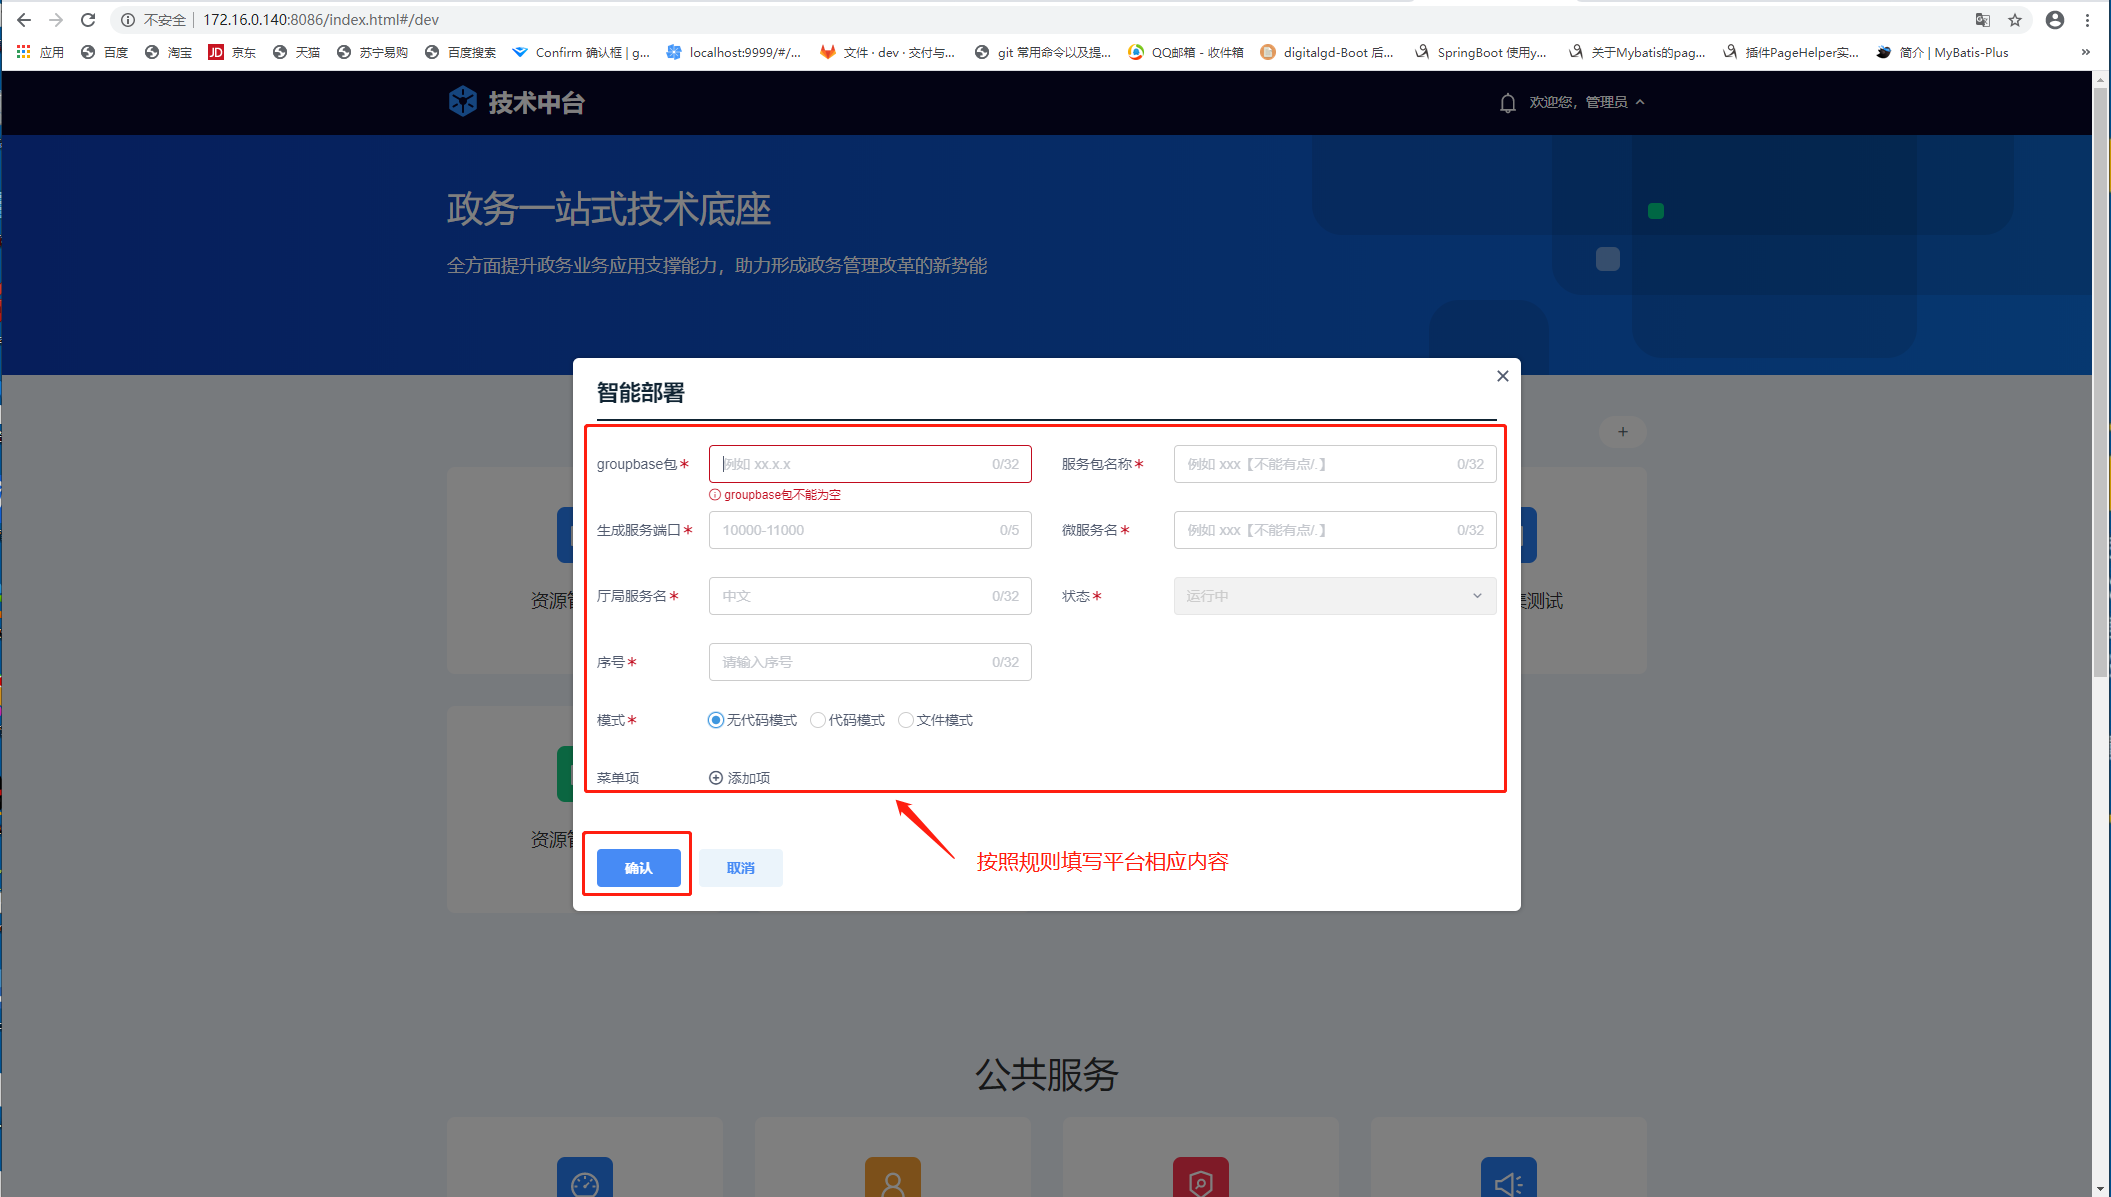 不安全 172.16.0.140:8086/index.html#/dev
应用 百度 淘宝 JD 京东 天猫 苏宁易购 百度搜索 Confirm 确认框 | g... localhost:9999/#/... 文件 · dev · 交付与... git 常用命令以及提... QQ邮箱 - 收件箱 digitalgd-Boot 后... SpringBoot 使用y... 关于Mybatis的pag... 插件PageHelper实... 简介 | MyBatis-Plus »
技术中台 欢迎您，管理员
政务一站式技术底座
全方面提升政务业务应用支撑能力，助力形成政务管理改革的新势能
智能部署
+
groupbase包* 例如 xx.x.x 0/32 服务包名称* 例如 xxx【不能有点/.】 0/32
groupbase包不能为空
生成服务端口* 10000-11000 0/5 微服务名* 例如 xxx【不能有点/.】 0/32
厅局服务名* 中文 0/32 状态* 运行中
资源
测试
序号* 请输入序号 0/32
模式* 无代码模式 代码模式 文件模式
菜单项 添加项
资源
按照规则填写平台相应内容
确认 取消
公共服务